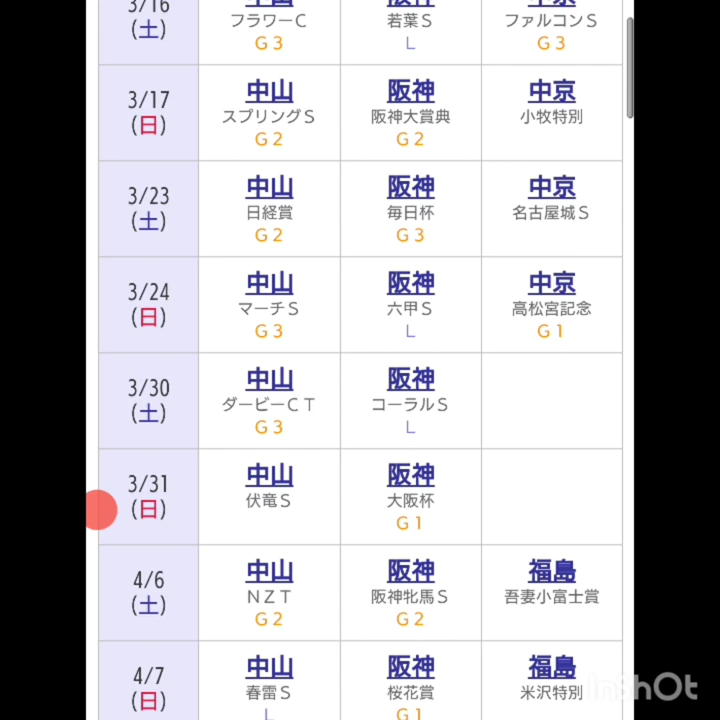 3/16
(土)
フラワーC
G3
若葉S
L
ファルコンS
G3
3/17
(日)
中山
スプリングS
G2
阪神
阪神大賞典
G2
中京
小牧特別
3/23
(土)
中山
日経賞
G2
阪神
毎日杯
G3
中京
名古屋城S
3/24
(日)
中山
マーチS
G3
阪神
六甲S
L
中京
高松宮記念
G1
3/30
(土)
中山
ダービーCT
G3
阪神
コーラルS
L
3/31
(日)
中山
伏竜S
阪神
大阪杯
G1
4/6
(土)
中山
NZT
G2
阪神
阪神牝馬S
G2
福島
吾妻小富士賞
4/7
(日)
中山
春雷S
L
阪神
桜花賞
G1
福島
米沢特別
InShOt